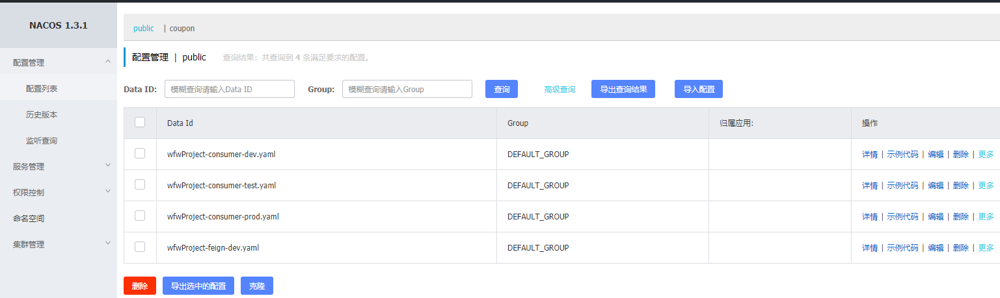 NACOS 1.3.1
配置管理
配置列表
历史版本
监听查询
服务管理
权限控制
命名空间
集群管理
public | coupon
配置管理 | public 查询结果：共查询到 4 条满足要求的配置。
Data ID: 模糊查询请输入Data ID Group: 模糊查询请输入Group 查询 高级查询 导出查询结果 导入配置
Data Id Group 归属应用: 操作
wfwProject-consumer-dev.yaml DEFAULT_GROUP 详情 | 示例代码 | 编辑 | 删除 | 更多
wfwProject-consumer-test.yaml DEFAULT_GROUP 详情 | 示例代码 | 编辑 | 删除 | 更多
wfwProject-consumer-prod.yaml DEFAULT_GROUP 详情 | 示例代码 | 编辑 | 删除 | 更多
wfwProject-feign-dev.yaml DEFAULT_GROUP 详情 | 示例代码 | 编辑 | 删除 | 更多
删除 导出选中的配置 克隆